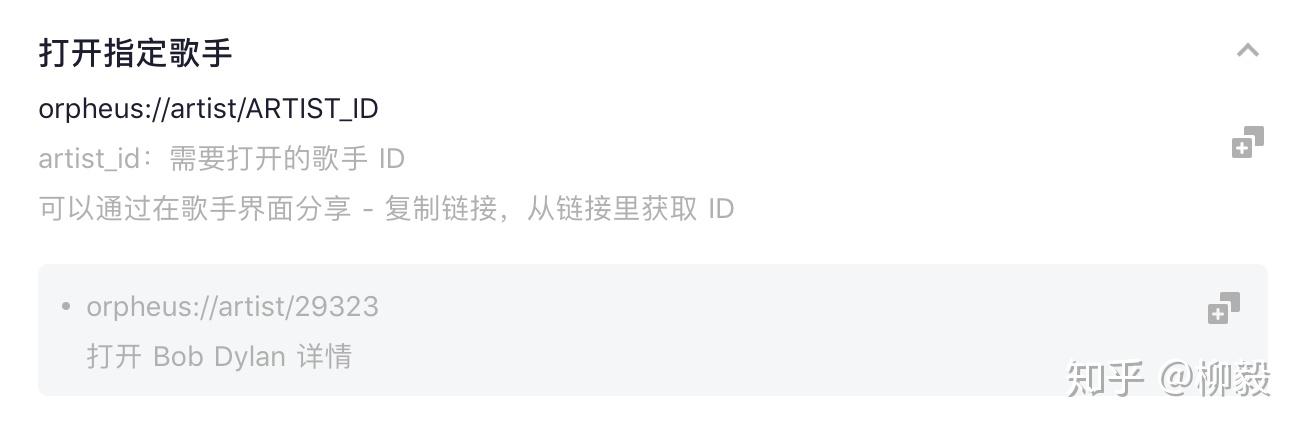 打开指定歌手
orpheus://artist/ARTIST_ID
artist_id：需要打开的歌手 ID
可以通过在歌手界面分享 - 复制链接，从链接里获取 ID
• orpheus://artist/29323
打开 Bob Dylan 详情
知乎 @柳毅